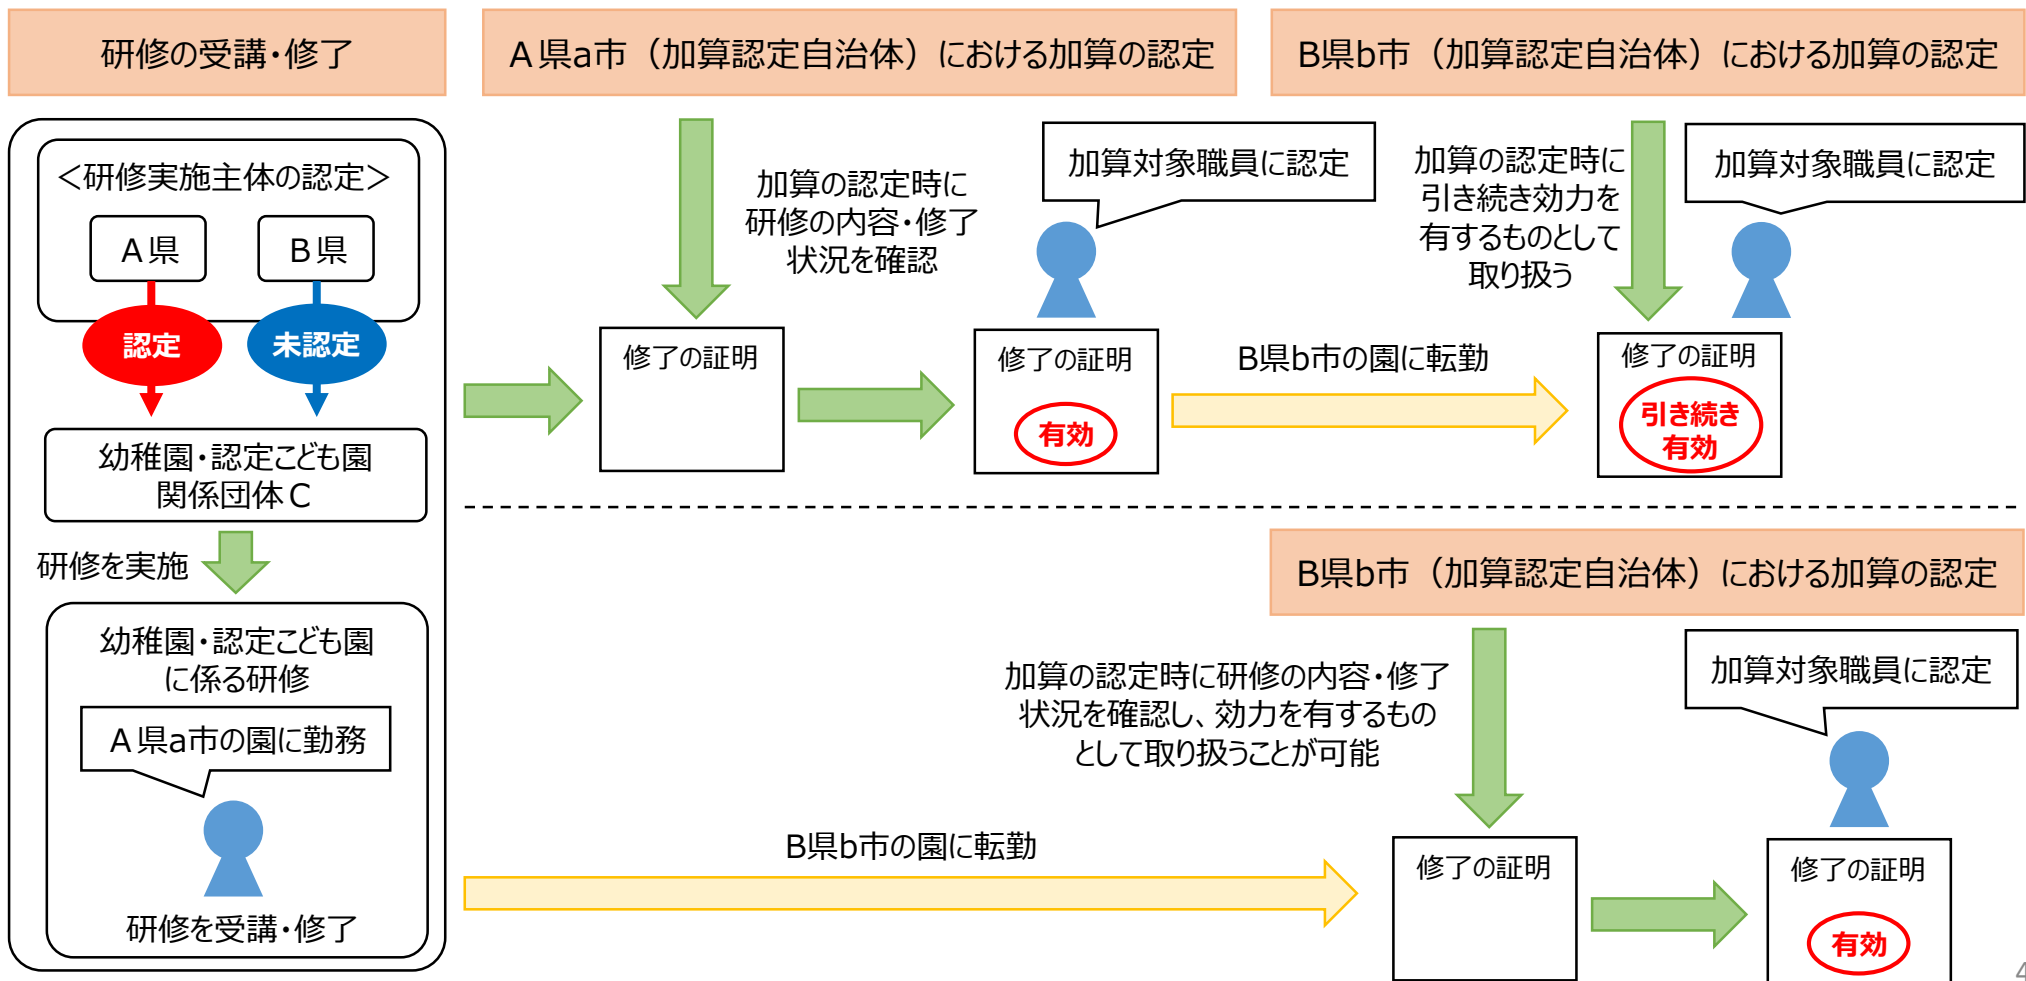 研修の受講・修了
A県a市（加算認定自治体）における加算の認定
B県b市（加算認定自治体）における加算の認定
＜研修実施主体の認定＞
A県
B県
認定
未認定
幼稚園・認定こども園
関係団体C
研修を実施
幼稚園・認定こども園
に係る研修
A県a市の園に勤務
研修を受講・修了
加算の認定時に
研修の内容・修了
状況を確認
加算対象職員に認定
修了の証明
修了の証明
有効
B県b市の園に転勤
加算の認定時に
引き続き効力を
有するものとして
取り扱う
加算対象職員に認定
修了の証明
引き続き
有効
B県b市（加算認定自治体）における加算の認定
加算の認定時に研修の内容・修了
状況を確認し、効力を有するもの
として取り扱うことが可能
加算対象職員に認定
B県b市の園に転勤
修了の証明
修了の証明
有効
4